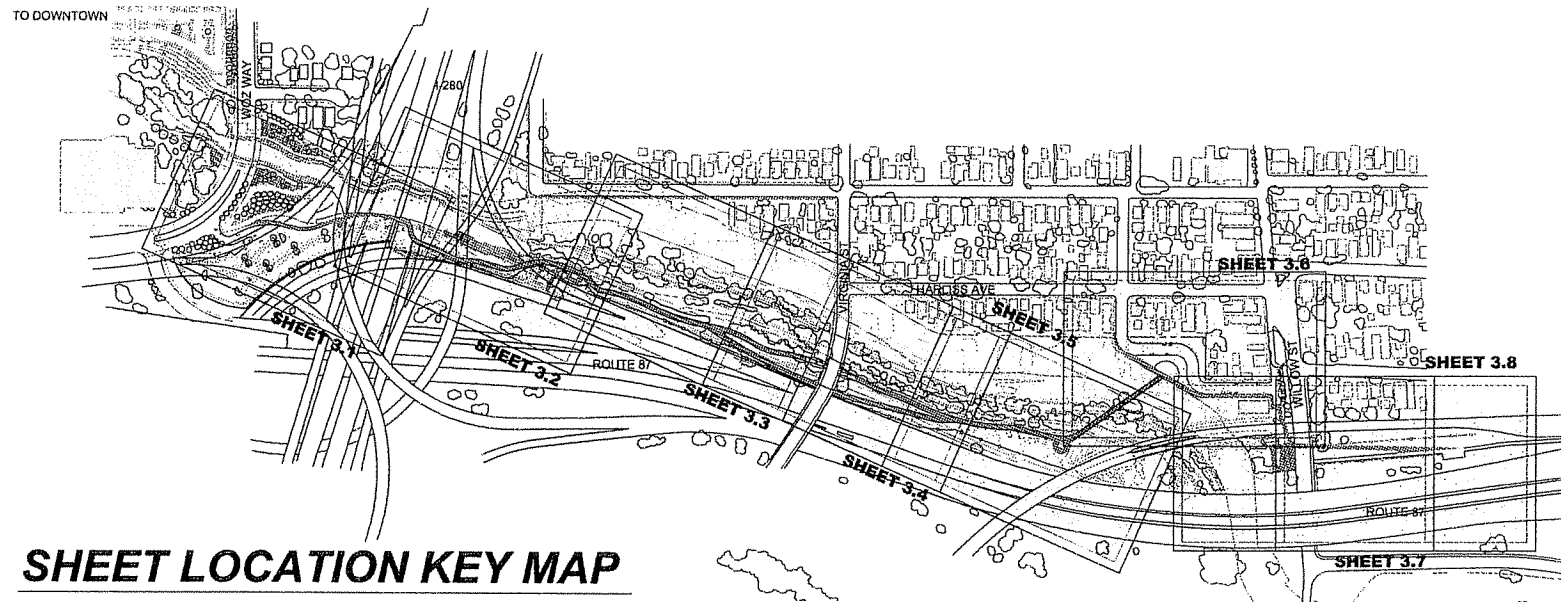 TO DOWNTOWN
WOZ WAY
I-280
VIRGINIA ST
HARLISS AVE
SHEET 3.6
SHEET 3.5
WILLOW ST
SHEET 3.8
SHEET 3.1
SHEET 3.2
ROUTE 87
SHEET 3.3
SHEET 3.4
ROUTE 87
SHEET 3.7
SHEET LOCATION KEY MAP